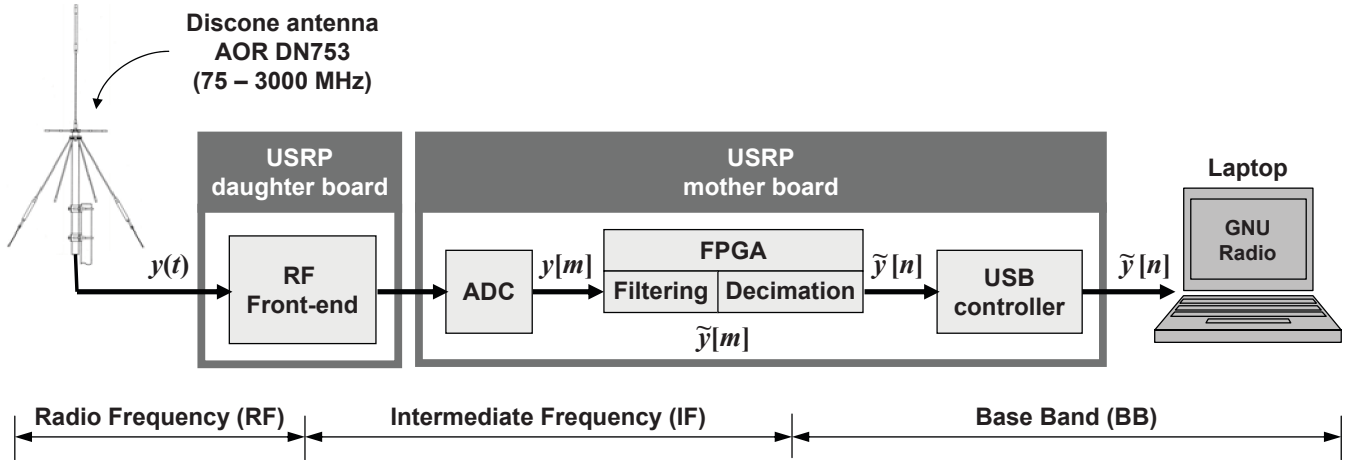 Discone antenna
AOR DN753
(75 – 3000 MHz)
USRP
daughter board
USRP
mother board
Laptop
y(t)
RF
Front-end
ADC
y[m]
FPGA
Filtering
Decimation
ỹ[m]
ỹ[n]
USB
controller
ỹ[n]
GNU
Radio
Radio Frequency (RF)
Intermediate Frequency (IF)
Base Band (BB)